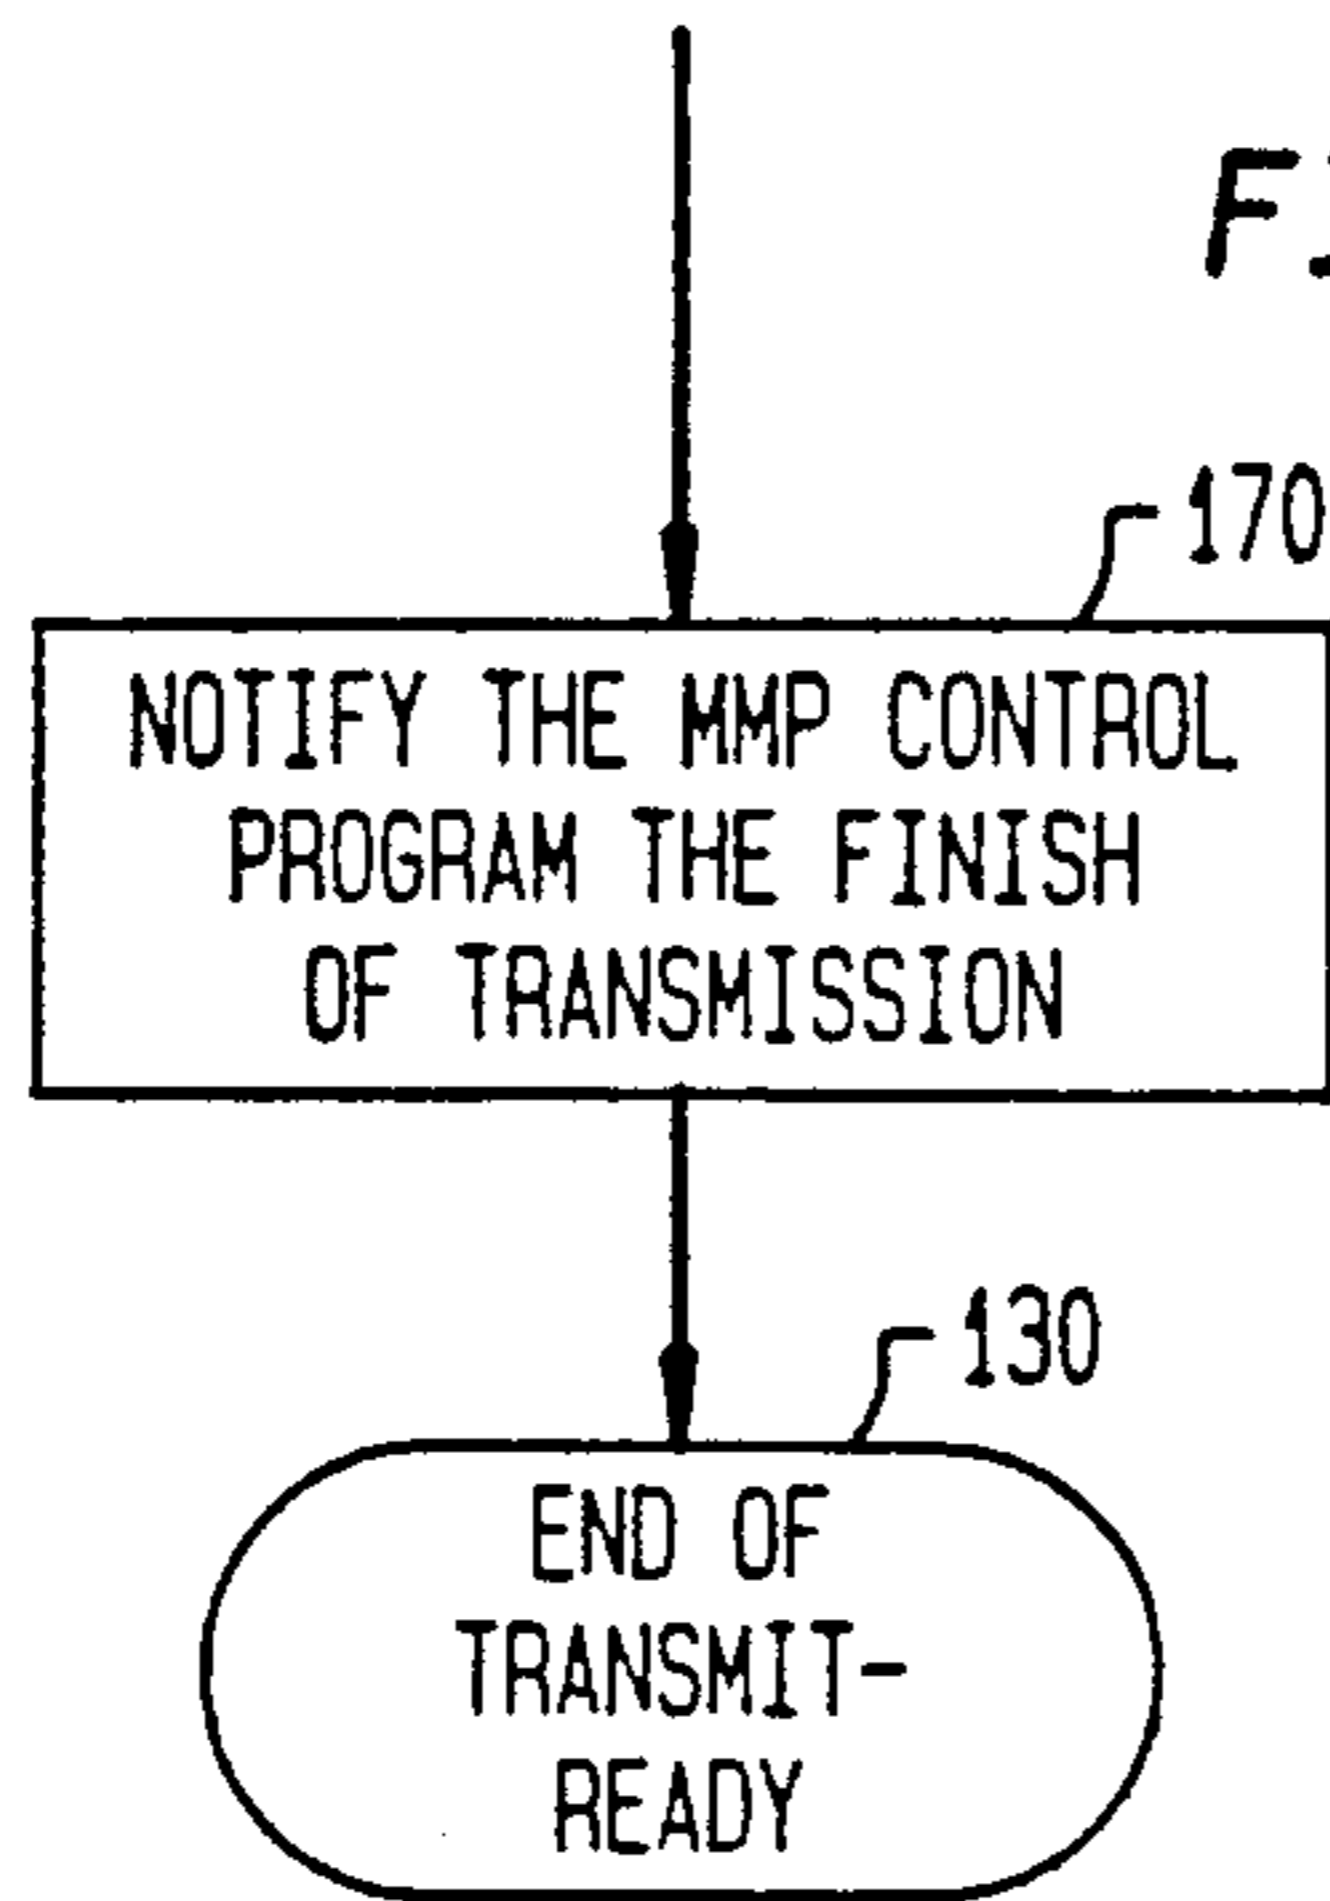 170
NOTIFY THE MMP CONTROL
PROGRAM THE FINISH
OF TRANSMISSION
130
END OF
TRANSMIT-
READY